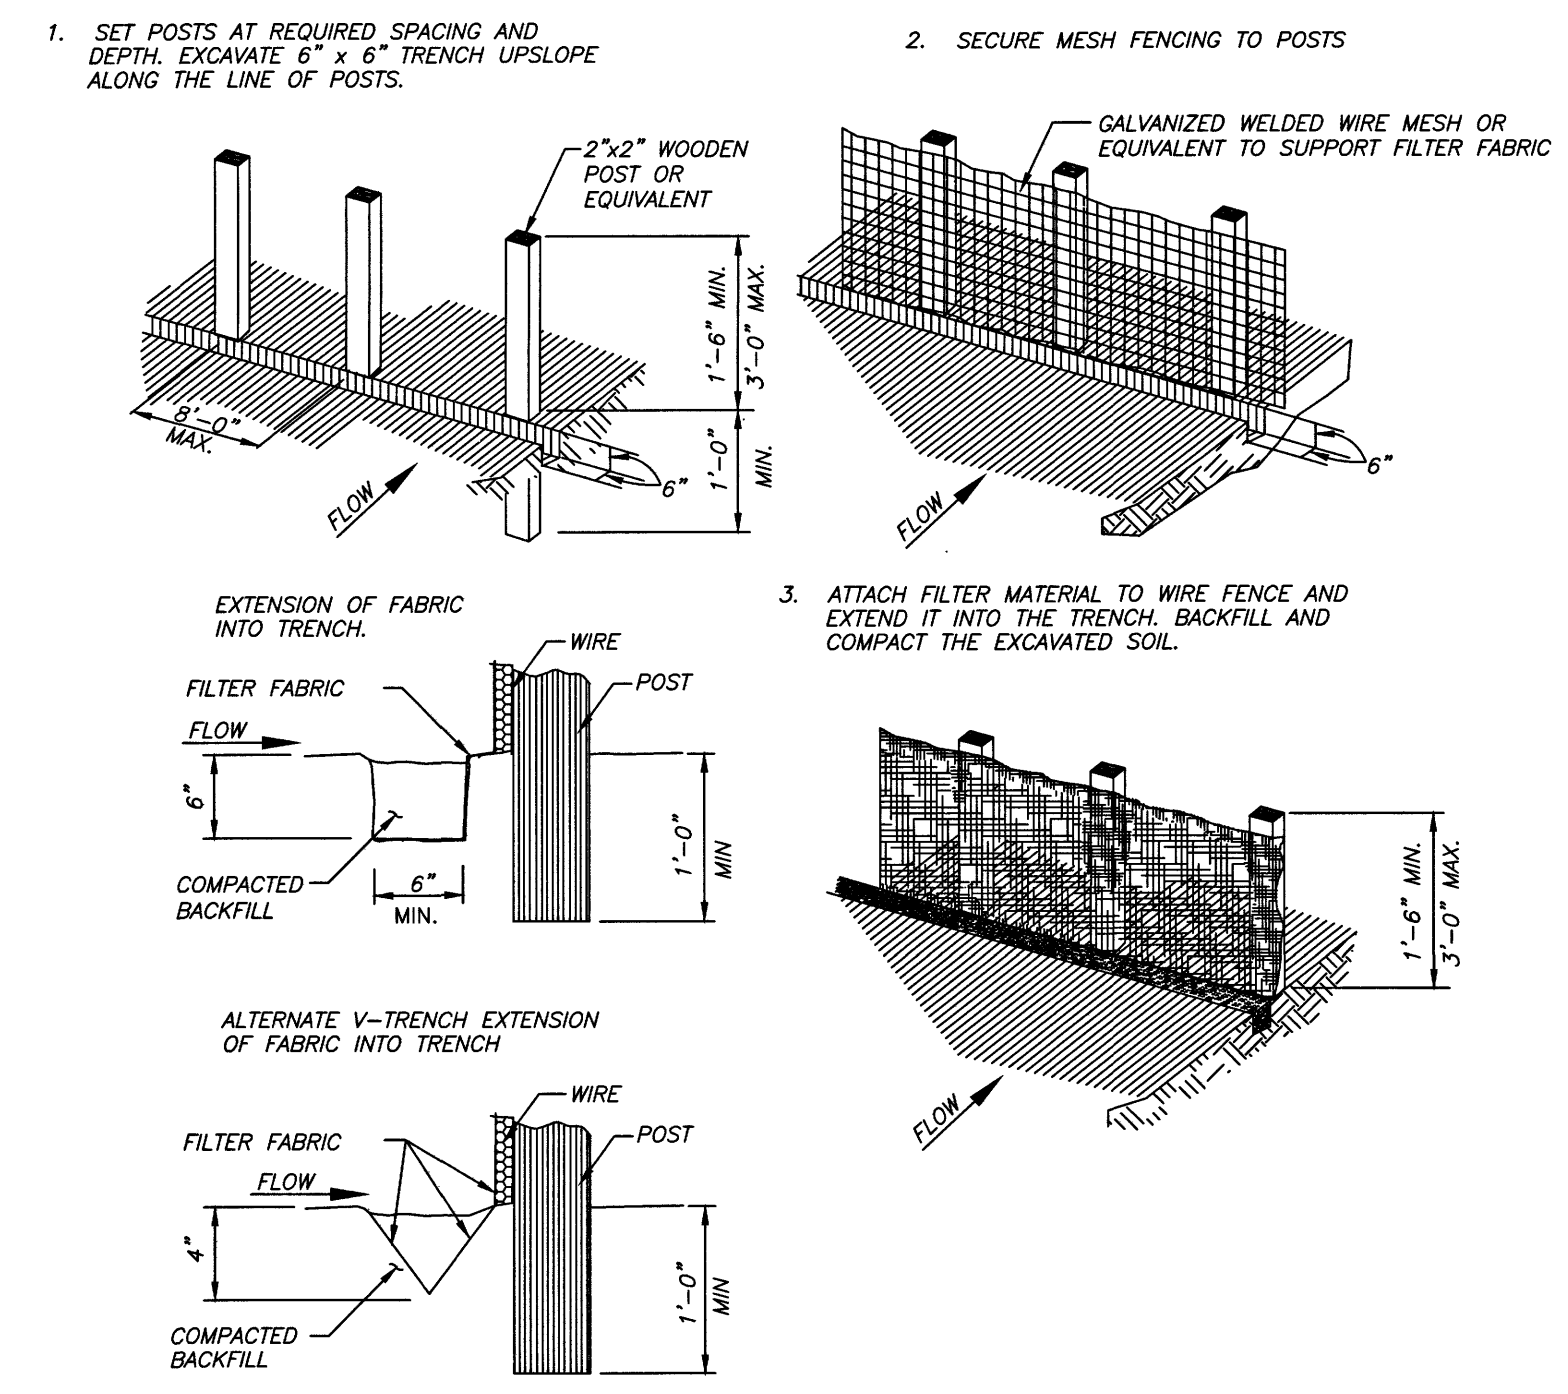 1. SET POSTS AT REQUIRED SPACING AND
DEPTH. EXCAVATE 6" x 6" TRENCH UPSLOPE
ALONG THE LINE OF POSTS.
2"x2" WOODEN
POST OR
EQUIVALENT
1'-6" MIN.
3'-0" MAX.
1'-0"
MIN.
8'-0"
MAX.
6"
FLOW
2. SECURE MESH FENCING TO POSTS
GALVANIZED WELDED WIRE MESH OR
EQUIVALENT TO SUPPORT FILTER FABRIC
6"
FLOW
EXTENSION OF FABRIC
INTO TRENCH.
WIRE
FILTER FABRIC
POST
FLOW
6"
COMPACTED
BACKFILL
6"
MIN.
1'-0"
MIN
3. ATTACH FILTER MATERIAL TO WIRE FENCE AND
EXTEND IT INTO THE TRENCH. BACKFILL AND
COMPACT THE EXCAVATED SOIL.
1'-6" MIN.
3'-0" MAX.
FLOW
ALTERNATE V-TRENCH EXTENSION
OF FABRIC INTO TRENCH
WIRE
FILTER FABRIC
POST
FLOW
4"
COMPACTED
BACKFILL
1'-0"
MIN